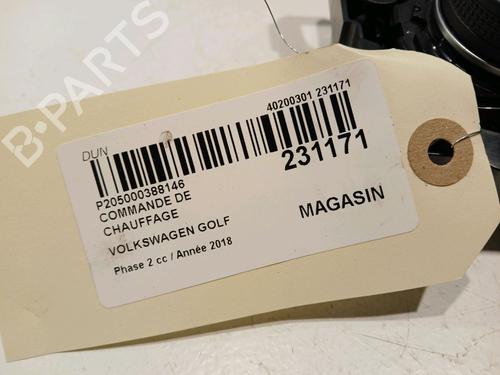 B-PARTS
DUN
40200301 231171
P205000388146
231171
COMMANDE DE
CHAUFFAGE
MAGASIN
VOLKSWAGEN GOLF
Phase 2 cc / Année 2018